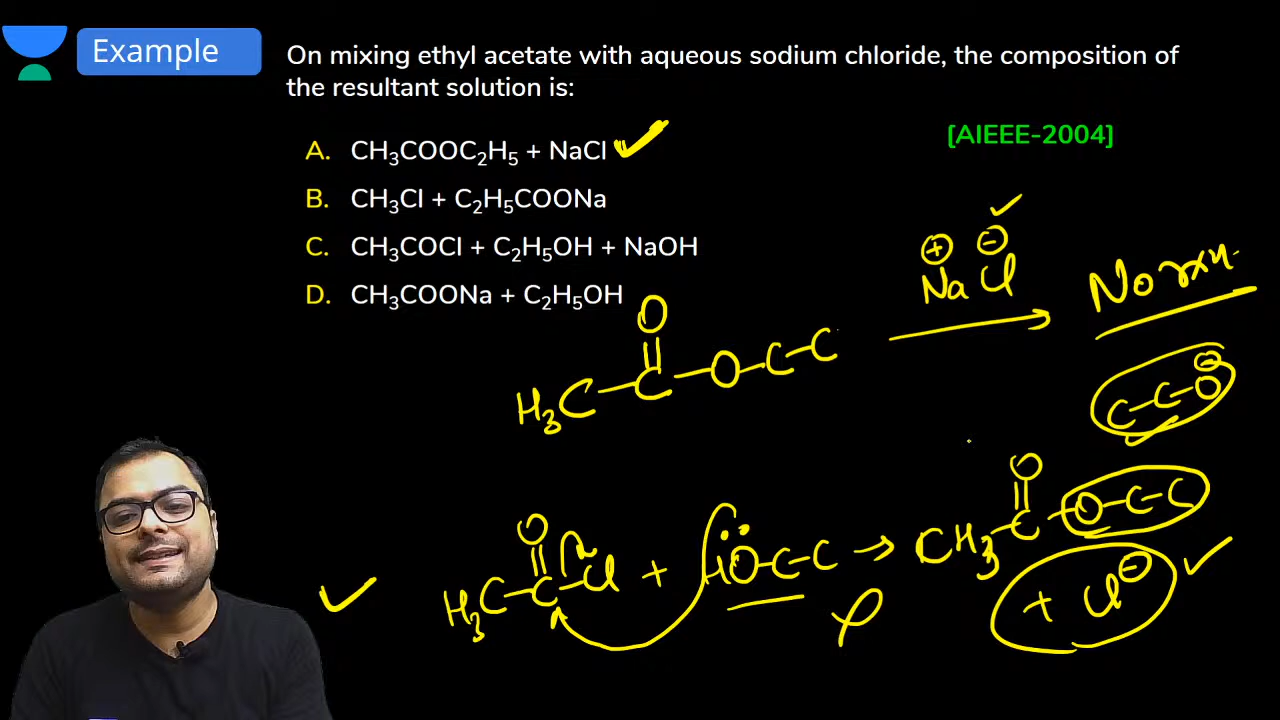 Example
On mixing ethyl acetate with aqueous sodium chloride, the composition of
the resultant solution is:
[AIEEE-2004]
A. CH₃COOC₂H₅ + NaCl
B. CH₃Cl + C₂H₅COONa
C. CH₃COCl + C₂H₅OH + NaOH
D. CH₃COONa + C₂H₅OH
⊕ ⊖
Na Cl
No rxn.
O
H₃C-C-O-C-C
C-C-O⊖
O
H₃C-C-Cl + HO-C-C →
O
CH₃-C-O-C-C
+ Cl⊖